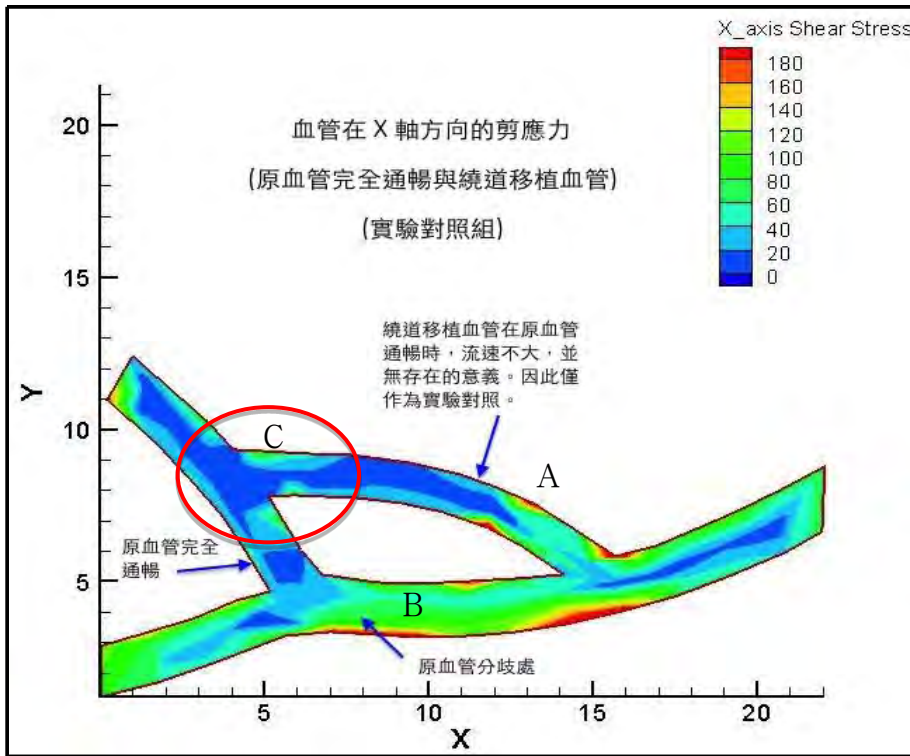 X_axis Shear Stress
180
160
140
120
100
80
60
40
20
0
血管在 X 軸方向的剪應力
(原血管完全通暢與繞道移植血管)
(實驗對照組)
繞道移植血管在原血管
通暢時，流速不大，並
無存在的意義。因此僅
作為實驗對照。
A
C
B
原血管完全
通暢
原血管分歧處
Y
20
15
10
5
5
10
15
20
X